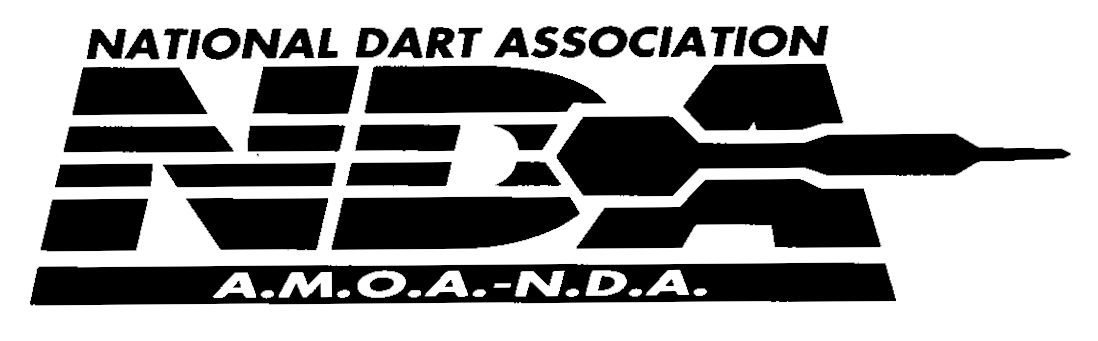 NATIONAL DART ASSOCIATION
NDA
A.M.O.A.-N.D.A.